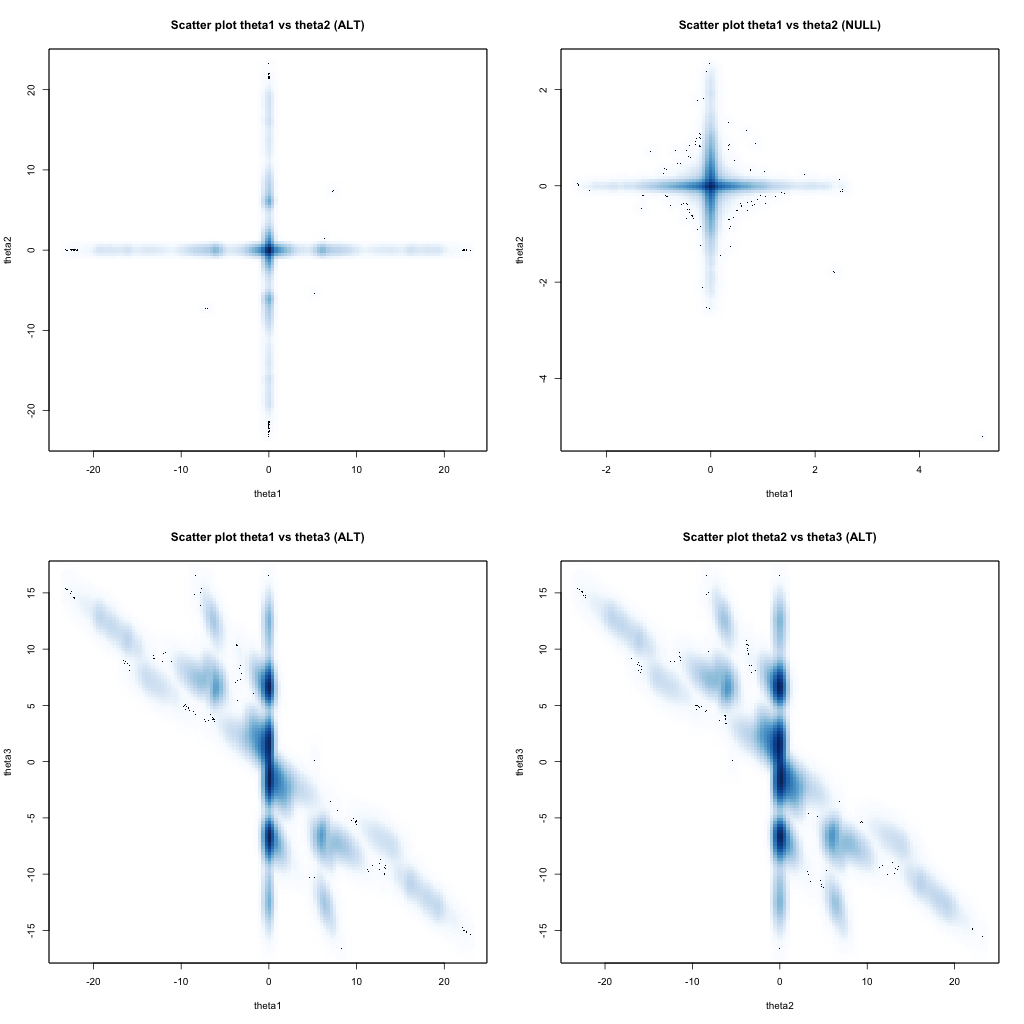 Scatter plot theta1 vs theta2 (ALT)
theta2
20
10
0
-10
-20
-20 -10 0 10 20
theta1
Scatter plot theta1 vs theta2 (NULL)
theta2
2
0
-2
-4
-2 0 2 4
theta1
Scatter plot theta1 vs theta3 (ALT)
theta3
15
10
5
0
-5
-10
-15
-20 -10 0 10 20
theta1
Scatter plot theta2 vs theta3 (ALT)
theta3
15
10
5
0
-5
-10
-15
-20 -10 0 10 20
theta2